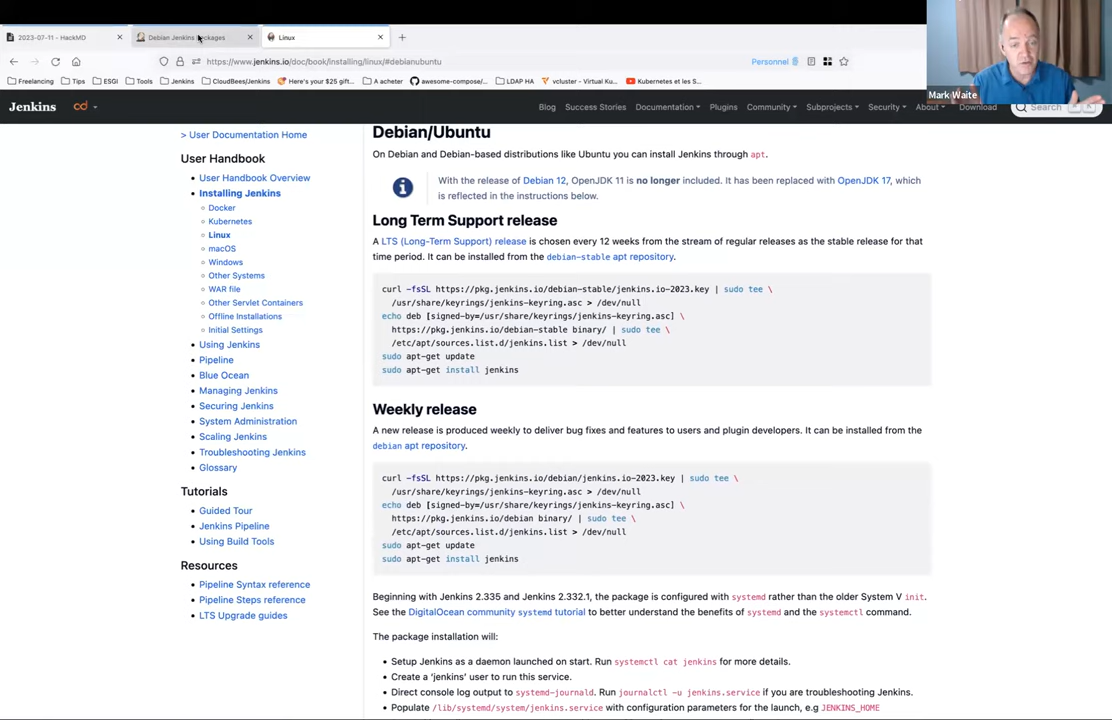 2023-07-11 - HackMD
Debian Jenkins Packages
Linux
https://www.jenkins.io/doc/book/installing/linux/#debianubuntu
Personnel
Freelancing
Tips
ESGI
Tools
Jenkins
CloudBees/Jenkins
Here's your $25 gift...
A acheter
awesome-compose/...
LDAP HA
vcluster - Virtual Ku...
Kubernetes et les S...
Mark Waite
Jenkins
Blog
Success Stories
Documentation
Plugins
Community
Subprojects
Security
About
Download
Search
> User Documentation Home
User Handbook
User Handbook Overview
Installing Jenkins
Docker
Kubernetes
Linux
macOS
Windows
Other Systems
WAR file
Other Servlet Containers
Offline Installations
Initial Settings
Using Jenkins
Pipeline
Blue Ocean
Managing Jenkins
Securing Jenkins
System Administration
Scaling Jenkins
Troubleshooting Jenkins
Glossary
Tutorials
Guided Tour
Jenkins Pipeline
Using Build Tools
Resources
Pipeline Syntax reference
Pipeline Steps reference
LTS Upgrade guides
Debian/Ubuntu
On Debian and Debian-based distributions like Ubuntu you can install Jenkins through apt.
With the release of Debian 12, OpenJDK 11 is no longer included. It has been replaced with OpenJDK 17, which
is reflected in the instructions below.
Long Term Support release
A LTS (Long-Term Support) release is chosen every 12 weeks from the stream of regular releases as the stable release for that
time period. It can be installed from the debian-stable apt repository.
curl -fsSL https://pkg.jenkins.io/debian-stable/jenkins.io-2023.key | sudo tee \
/usr/share/keyrings/jenkins-keyring.asc > /dev/null
echo deb [signed-by=/usr/share/keyrings/jenkins-keyring.asc] \
https://pkg.jenkins.io/debian-stable binary/ | sudo tee \
/etc/apt/sources.list.d/jenkins.list > /dev/null
sudo apt-get update
sudo apt-get install jenkins
Weekly release
A new release is produced weekly to deliver bug fixes and features to users and plugin developers. It can be installed from the
debian apt repository.
curl -fsSL https://pkg.jenkins.io/debian/jenkins.io-2023.key | sudo tee \
/usr/share/keyrings/jenkins-keyring.asc > /dev/null
echo deb [signed-by=/usr/share/keyrings/jenkins-keyring.asc] \
https://pkg.jenkins.io/debian binary/ | sudo tee \
/etc/apt/sources.list.d/jenkins.list > /dev/null
sudo apt-get update
sudo apt-get install jenkins
Beginning with Jenkins 2.335 and Jenkins 2.332.1, the package is configured with systemd rather than the older System V init.
See the DigitalOcean community systemd tutorial to better understand the benefits of systemd and the systemctl command.
The package installation will:
Setup Jenkins as a daemon launched on start. Run systemctl cat jenkins for more details.
Create a 'jenkins' user to run this service.
Direct console log output to systemd-journald. Run journalctl -u jenkins.service if you are troubleshooting Jenkins.
Populate /lib/systemd/system/jenkins.service with configuration parameters for the launch, e.g JENKINS_HOME